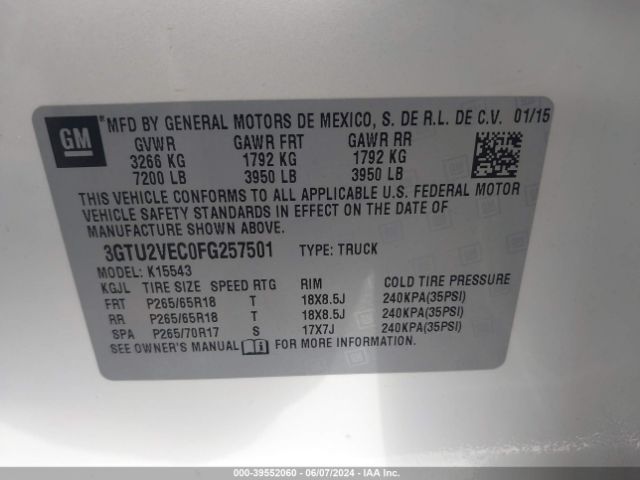 GM
® MFD BY GENERAL MOTORS DE MEXICO, S. DE R.L. DE C.V. 01/15
GVWR GAWR FRT GAWR RR
3266 KG 1792 KG 1792 KG
7200 LB 3950 LB 3950 LB
THIS VEHICLE CONFORMS TO ALL APPLICABLE U.S. FEDERAL MOTOR
VEHICLE SAFETY STANDARDS IN EFFECT ON THE DATE OF
MANUFACTURE SHOWN ABOVE.
3GTU2VEC0FG257501 TYPE: TRUCK
MODEL: K15543
KGJL TIRE SIZE SPEED RTG RIM COLD TIRE PRESSURE
FRT P265/65R18 T 18X8.5J 240KPA(35PSI)
RR P265/65R18 T 18X8.5J 240KPA(35PSI)
SPA P265/70R17 S 17X7J 240KPA(35PSI)
SEE OWNER'S MANUAL FOR MORE INFORMATION.
000-39552060 - 06/07/2024 - IAA Inc.